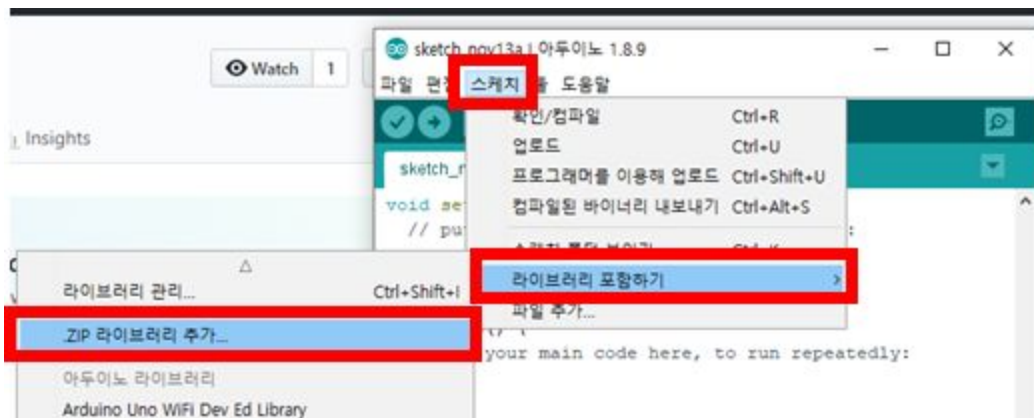 Watch 1
Insights
sketch_nov13a | 아두이노 1.8.9
파일 스케치 도움말
확인/컴파일 Ctrl+R
업로드 Ctrl+U
프로그래머를 이용해 업로드 Ctrl+Shift+U
컴파일된 바이너리 내보내기 Ctrl+Alt+S
라이브러리 포함하기
파일 추가...
sketch_n
void se
// pu
라이브러리 관리... Ctrl+Shift+I
.ZIP 라이브러리 추가...
아두이노 라이브러리
Arduino Uno WiFi Dev Ed Library
() {
your main code here, to run repeatedly: